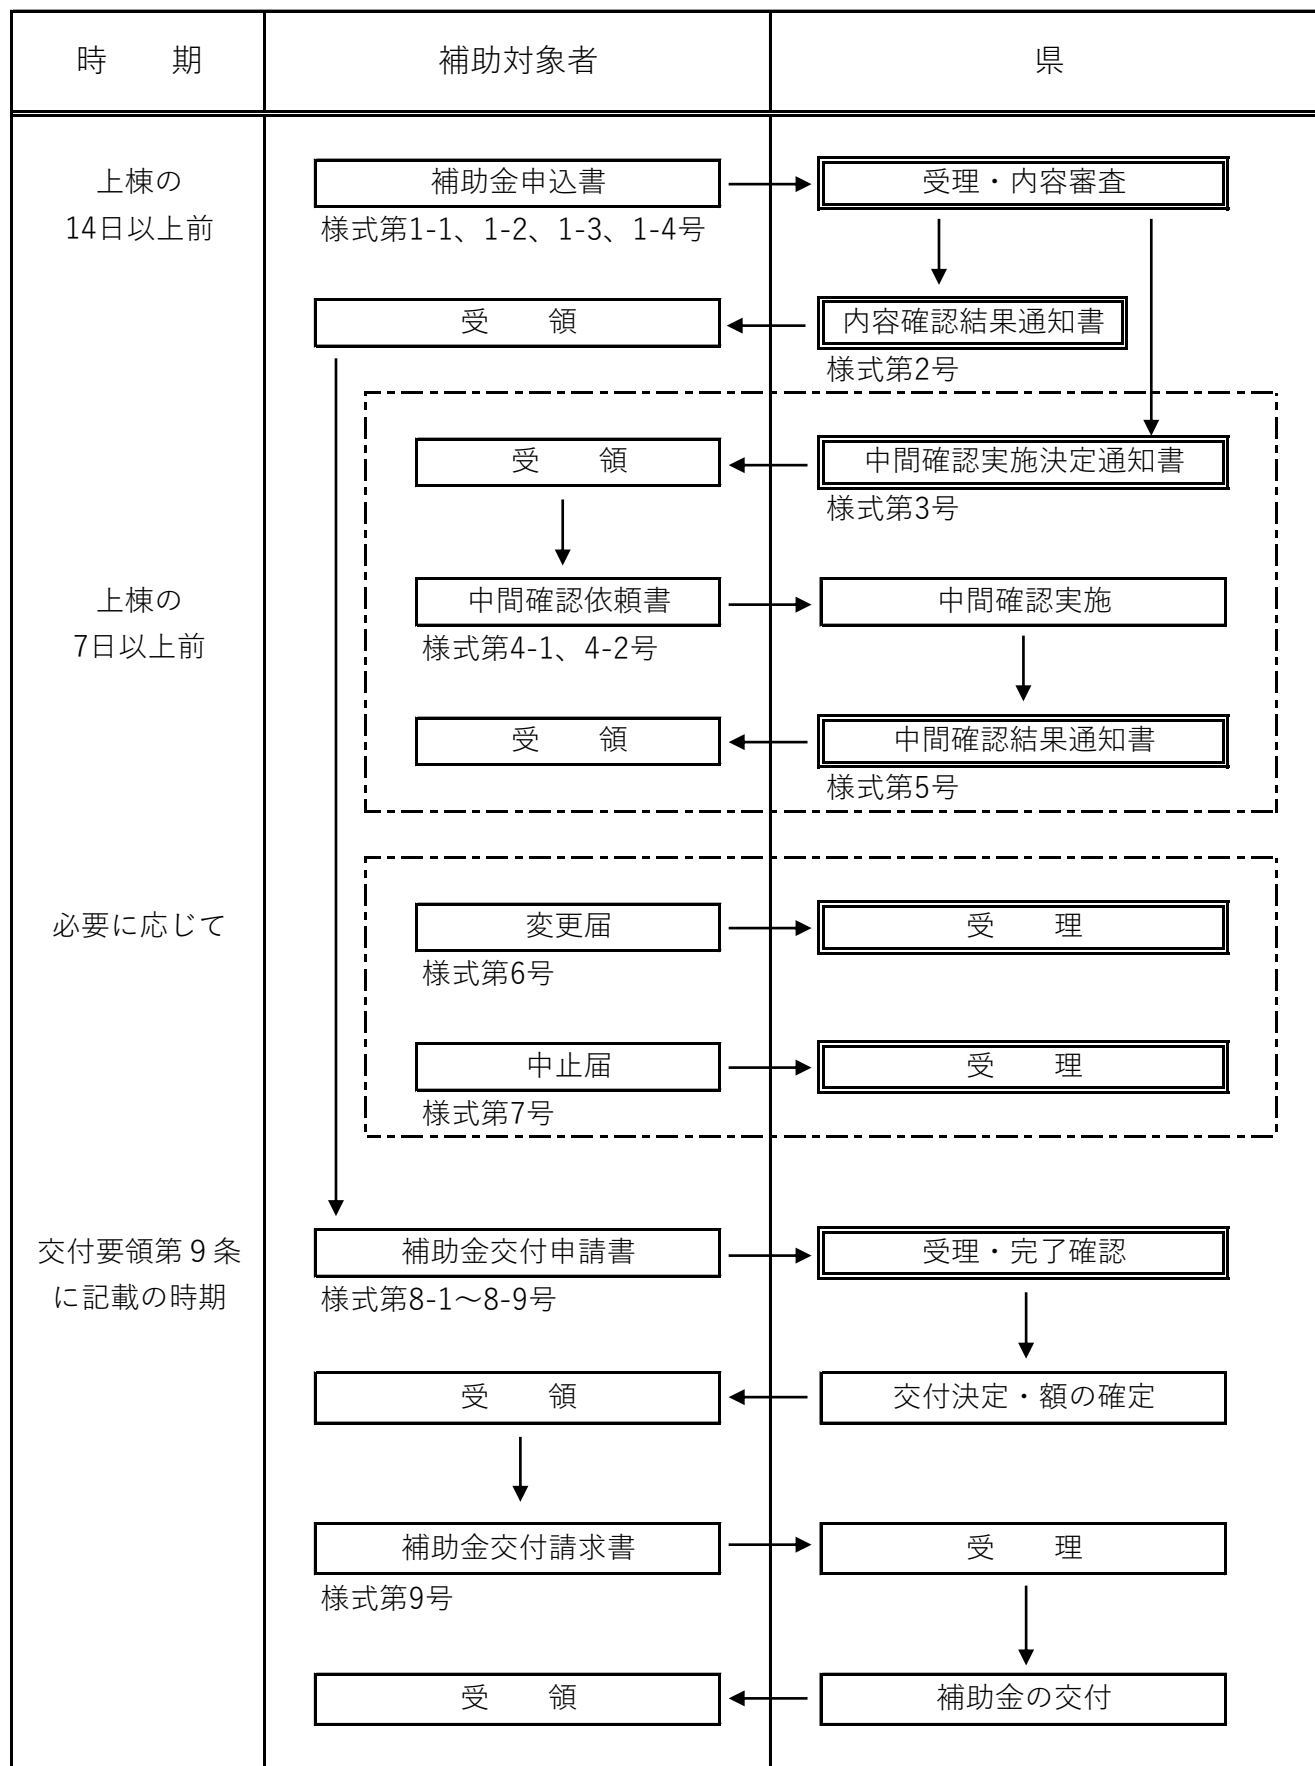 時　期
補助対象者
県
上棟の
14日以上前
補助金申込書
様式第1-1、1-2、1-3、1-4号
受理・内容審査
受　領
内容確認結果通知書
様式第2号
受　領
中間確認実施決定通知書
様式第3号
上棟の
7日以上前
中間確認依頼書
様式第4-1、4-2号
中間確認実施
受　領
中間確認結果通知書
様式第5号
必要に応じて
変更届
様式第6号
受　理
中止届
様式第7号
受　理
交付要領第９条
に記載の時期
補助金交付申請書
様式第8-1～8-9号
受理・完了確認
受　領
交付決定・額の確定
補助金交付請求書
様式第9号
受　理
受　領
補助金の交付